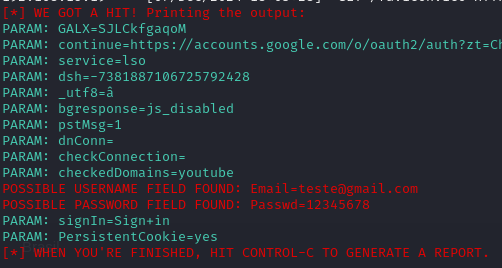 [*] WE GOT A HIT! Printing the output:
PARAM: GALX=SJLCkfgaqoM
PARAM: continue=https://accounts.google.com/o/oauth2/auth?zt=Ch
PARAM: service=lso
PARAM: dsh=-7381887106725792428
PARAM: _utf8=â
PARAM: bgresponse=js_disabled
PARAM: pstMsg=1
PARAM: dnConn=
PARAM: checkConnection=
PARAM: checkedDomains=youtube
POSSIBLE USERNAME FIELD FOUND: Email=teste@gmail.com
POSSIBLE PASSWORD FIELD FOUND: Passwd=12345678
PARAM: signIn=Sign+in
PARAM: PersistentCookie=yes
[*] WHEN YOU'RE FINISHED, HIT CONTROL-C TO GENERATE A REPORT.